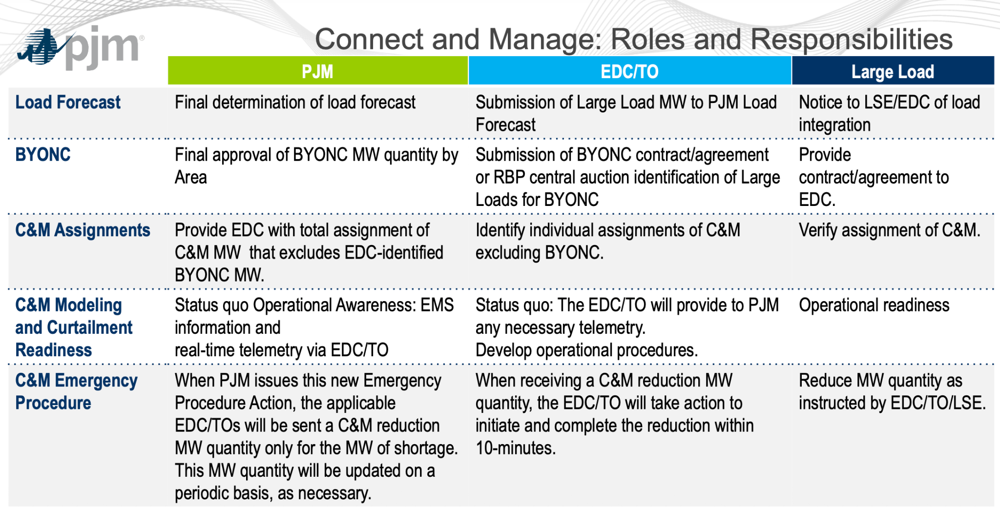 pjm®
Connect and Manage: Roles and Responsibilities
PJM
EDC/TO
Large Load
Load Forecast
Final determination of load forecast
Submission of Large Load MW to PJM Load
Forecast
Notice to LSE/EDC of load
integration
BYONC
Final approval of BYONC MW quantity by
Area
Submission of BYONC contract/agreement
or RBP central auction identification of Large
Loads for BYONC
Provide
contract/agreement to
EDC.
C&M Assignments
Provide EDC with total assignment of
C&M MW  that excludes EDC-identified
BYONC MW.
Identify individual assignments of C&M
excluding BYONC.
Verify assignment of C&M.
C&M Modeling
and Curtailment
Readiness
Status quo Operational Awareness: EMS
information and
real-time telemetry via EDC/TO
Status quo: The EDC/TO will provide to PJM
any necessary telemetry.
Develop operational procedures.
Operational readiness
C&M Emergency
Procedure
When PJM issues this new Emergency
Procedure Action, the applicable
EDC/TOs will be sent a C&M reduction
MW quantity only for the MW of shortage.
This MW quantity will be updated on a
periodic basis, as necessary.
When receiving a C&M reduction MW
quantity, the EDC/TO will take action to
initiate and complete the reduction within
10-minutes.
Reduce MW quantity as
instructed by EDC/TO/LSE.